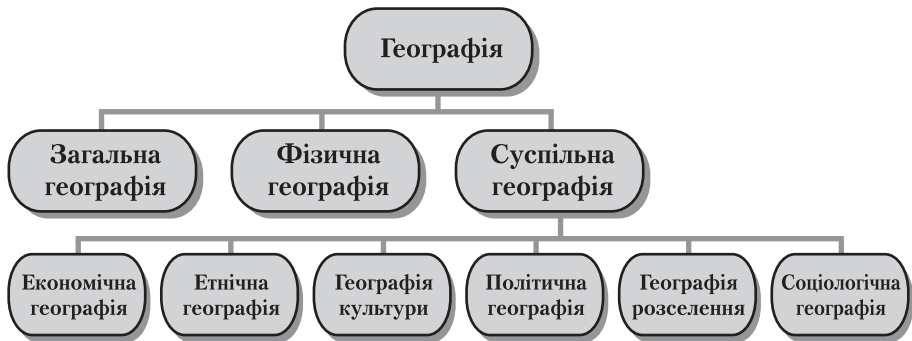 Географія
Загальна
географія
Фізична
географія
Суспільна
географія
Економічна
географія
Етнічна
географія
Географія
культури
Політична
географія
Географія
розселення
Соціологічна
географія